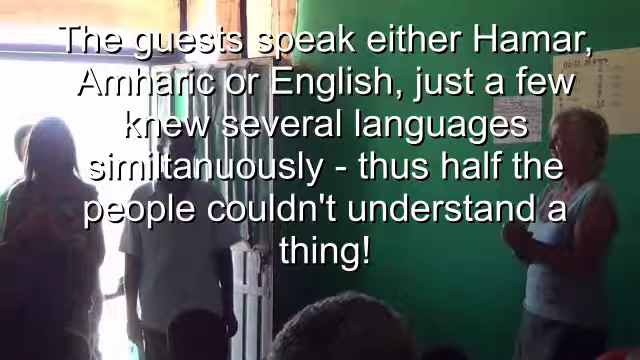 The guests speak either Hamar,
Amharic or English, just a few
knew several languages
similtanuously - thus half the
people couldn't understand a
thing!